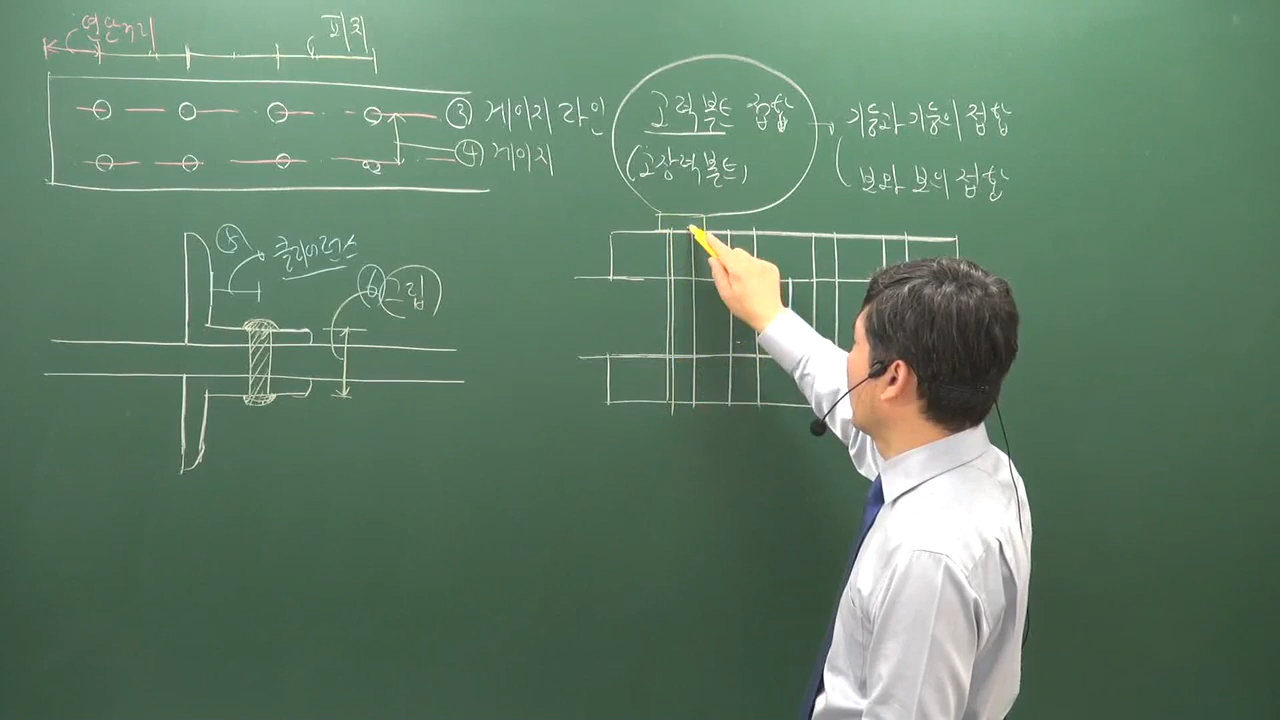 연단거리
피치
③ 게이지 라인
④ 게이지
고력볼트 접합
(고장력볼트)
기둥과 기둥의 접합
보와 보의 접합
⑤ 클리어런스
⑥ 그립